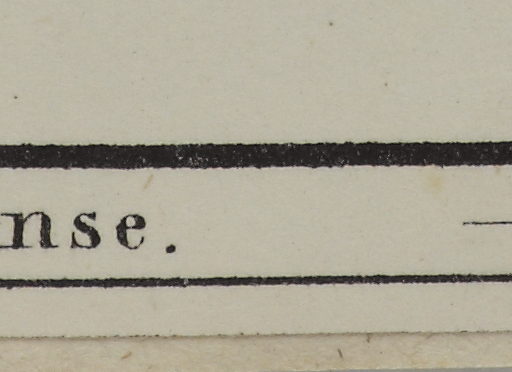 nse. —